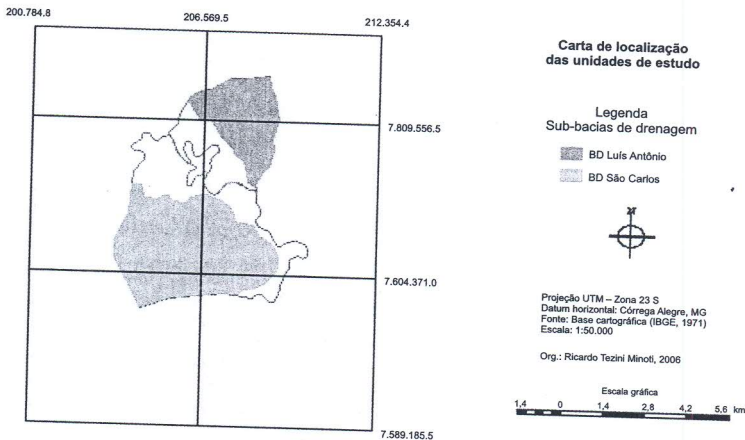 200.784.8
206.569.5
212.354.4
7.809.556.5
7.604.371.0
7.589.185.5
Carta de localização
das unidades de estudo
Legenda
Sub-bacias de drenagem
BD Luís Antônio
BD São Carlos
Projeção UTM – Zona 23 S
Datum horizontal: Córrega Alegre, MG
Fonte: Base cartográfica (IBGE, 1971)
Escala: 1:50.000
Org.: Ricardo Tezini Minoti, 2006
Escala gráfica
1,4 0 1,4 2,8 4,2 5,6 km